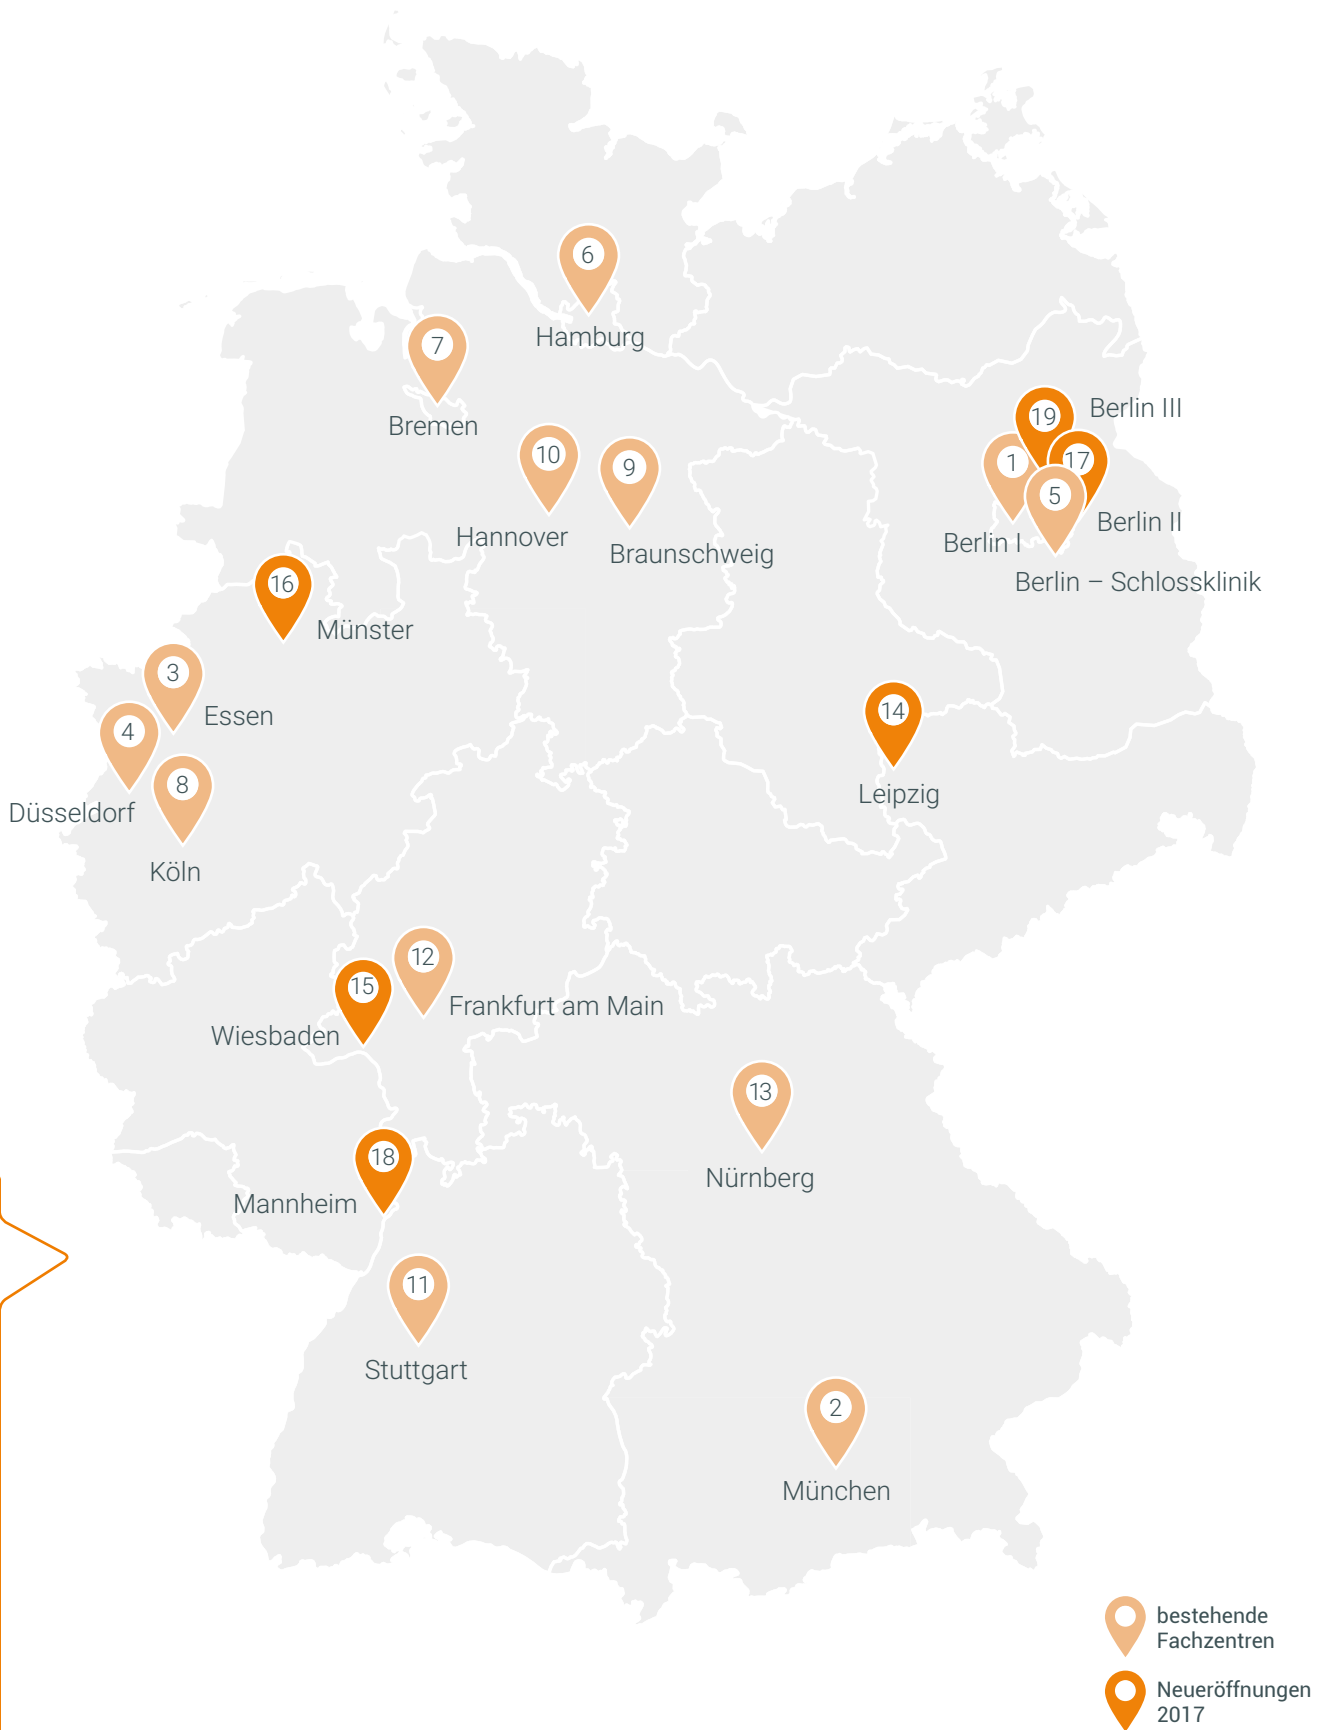 6
Hamburg
7
Bremen
19
Berlin III
10
Hannover
9
Braunschweig
1
17
5
Berlin II
Berlin I
Berlin – Schlossklinik
16
Münster
3
Essen
4
Düsseldorf
8
Köln
14
Leipzig
12
Frankfurt am Main
15
Wiesbaden
13
Nürnberg
18
Mannheim
11
Stuttgart
2
München
bestehende
Fachzentren
Neueröffnungen
2017